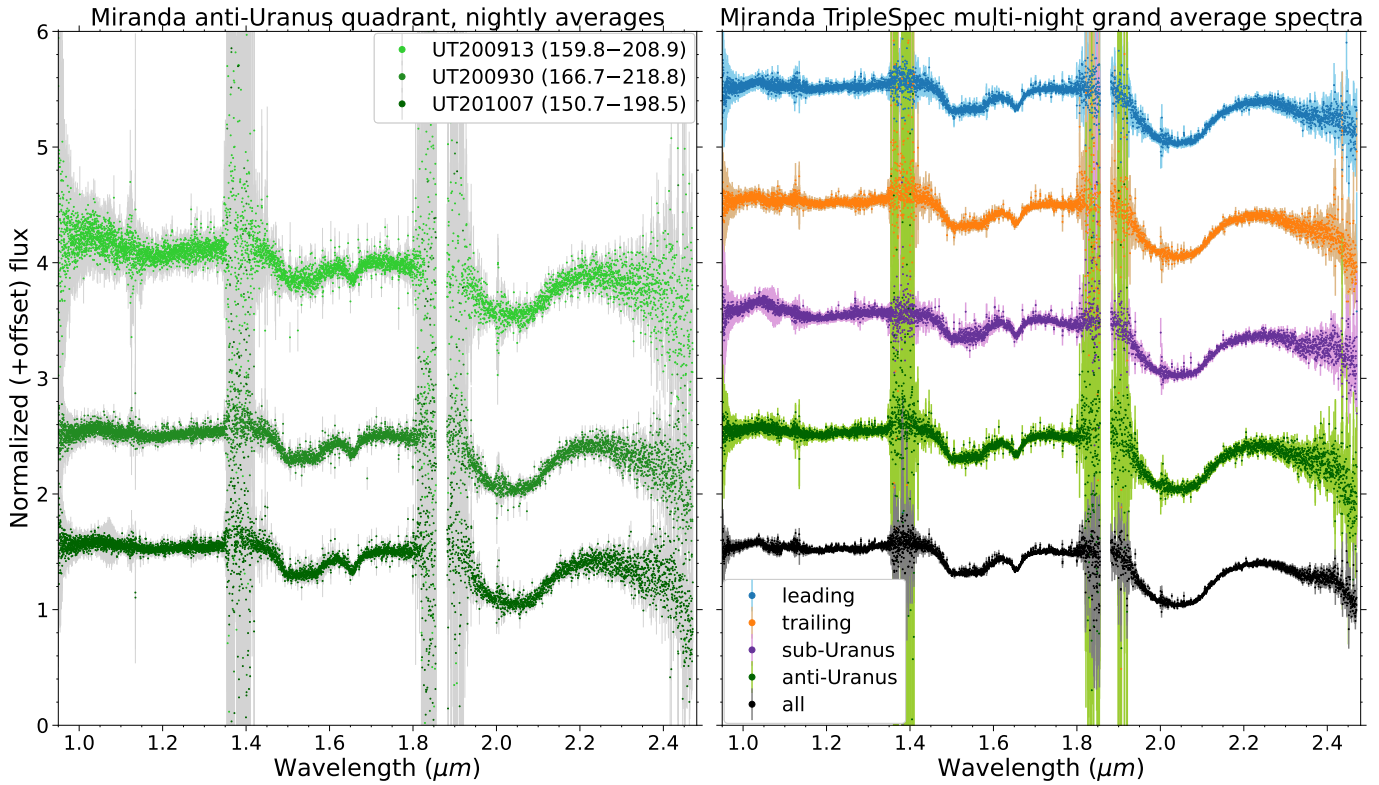 Miranda anti-Uranus quadrant, nightly averages
Normalized (+offset) flux
6
5
4
3
2
1
0
UT200913 (159.8−208.9)
UT200930 (166.7−218.8)
UT201007 (150.7−198.5)
1.0 1.2 1.4 1.6 1.8 2.0 2.2 2.4
Wavelength (μm)
Miranda TripleSpec multi-night grand average spectra
leading
trailing
sub-Uranus
anti-Uranus
all
1.0 1.2 1.4 1.6 1.8 2.0 2.2 2.4
Wavelength (μm)